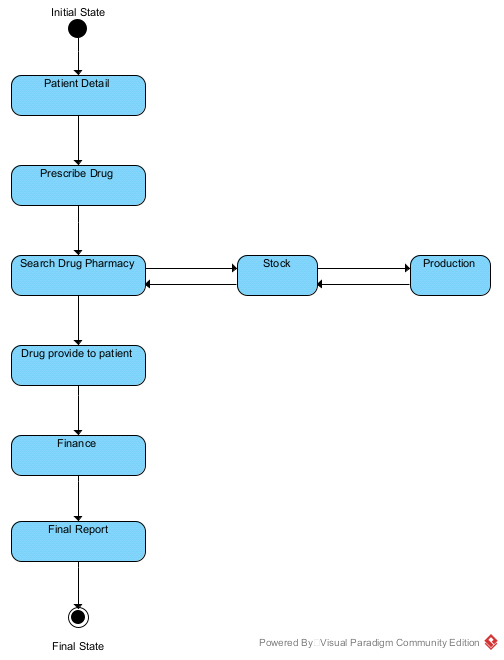 Initial State
Patient Detail
Prescribe Drug
Search Drug Pharmacy
Stock
Production
Drug provide to patient
Finance
Final Report
Final State
Powered By Visual Paradigm Community Edition